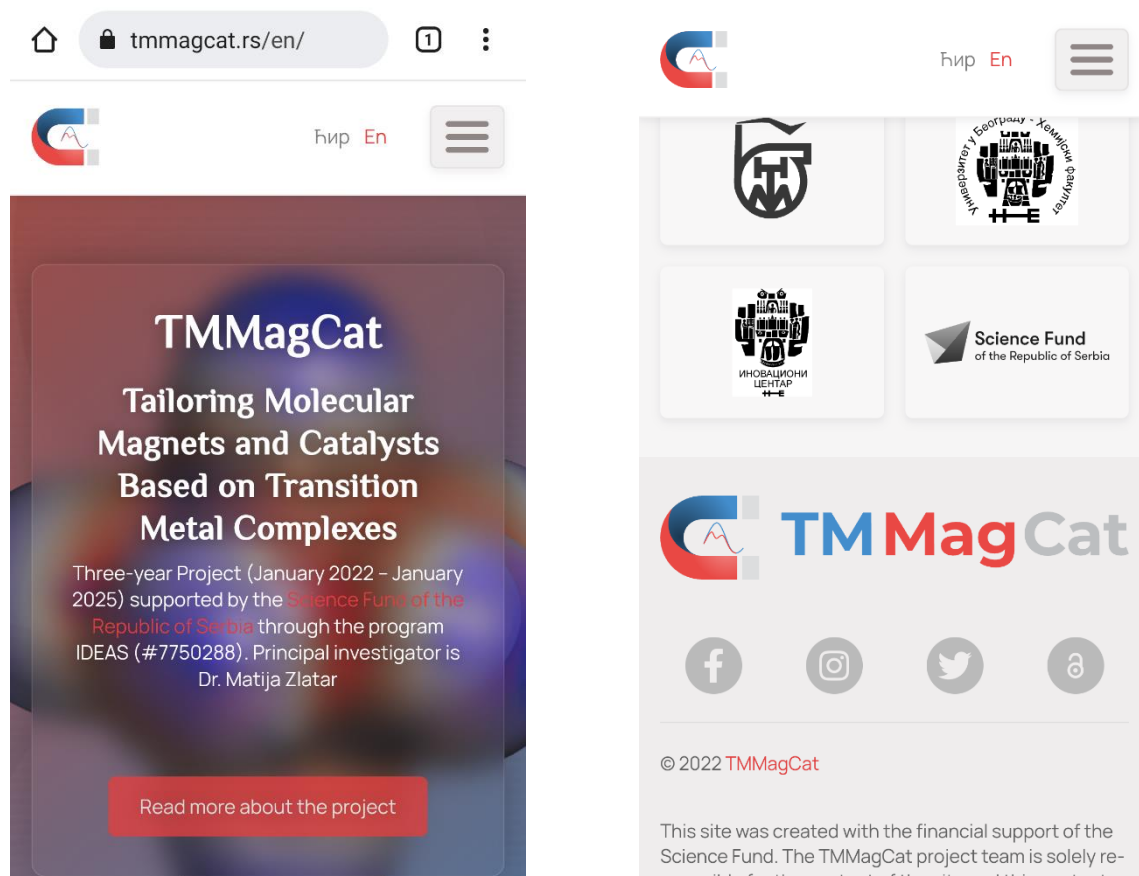 tmmagcat.rs/en/
1
Ћир En
TMMagCat
Tailoring Molecular
Magnets and Catalysts
Based on Transition
Metal Complexes
Three-year Project (January 2022 – January
2025) supported by the Science Fund of the
Republic of Serbia through the program
IDEAS (#7750288). Principal investigator is
Dr. Matija Zlatar
Read more about the project
Ћир En
Универзитет у Београду - Хемијски факултет
ИНОВАЦИОНИ
ЦЕНТАР
Science Fund
of the Republic of Serbia
TMMagCat
© 2022 TMMagCat
This site was created with the financial support of the
Science Fund. The TMMagCat project team is solely re-